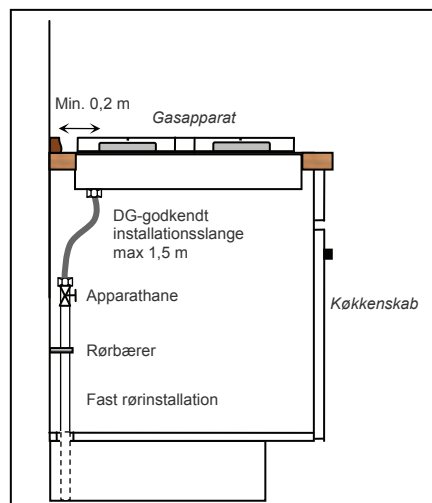 Min. 0,2 m
Gasapparat
DG-godkendt
installationsslange
max 1,5 m
Apparathane
Køkkenskab
Rørbærer
Fast rørinstallation